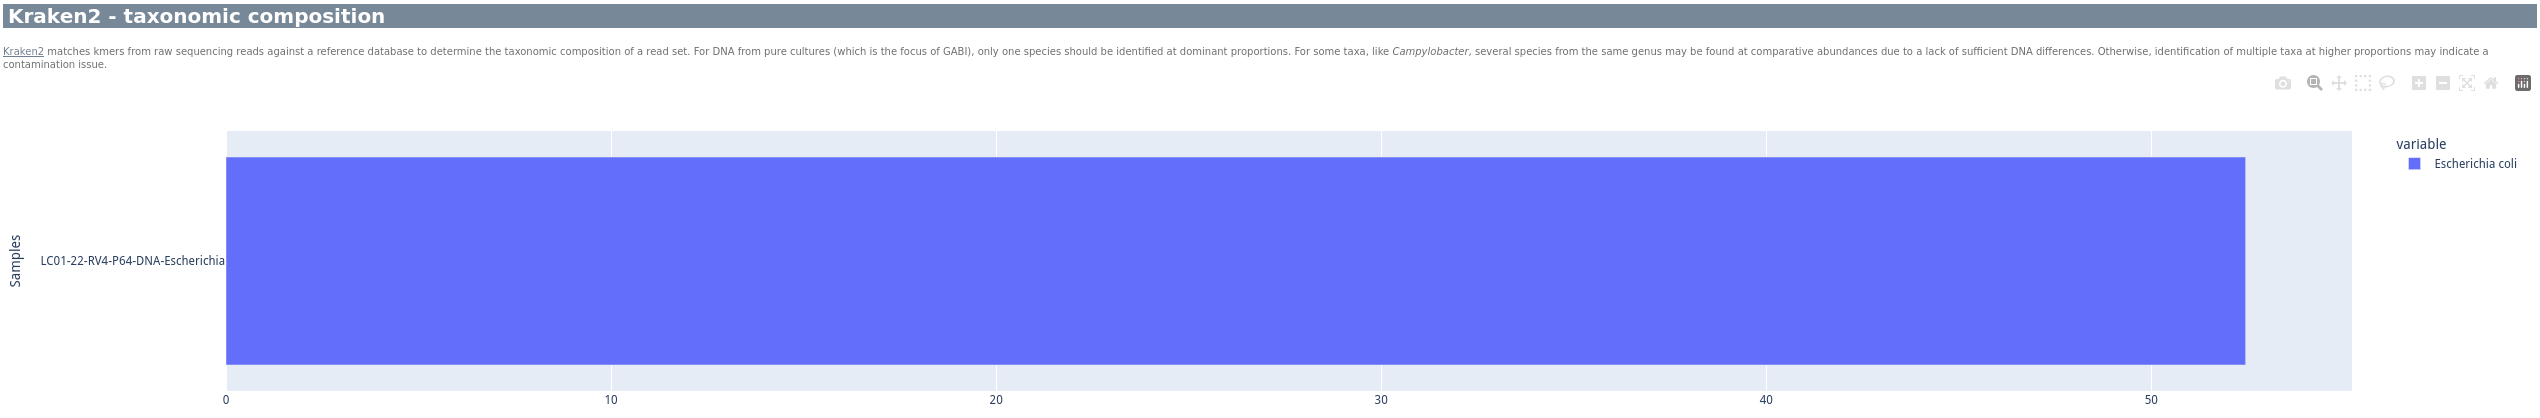 Kraken2 - taxonomic composition
Kraken2 matches kmers from raw sequencing reads against a reference database to determine the taxonomic composition of a read set. For DNA from pure cultures (which is the focus of GABI), only one species should be identified at dominant proportions. For some taxa, like Campylobacter, several species from the same genus may be found at comparative abundances due to a lack of sufficient DNA differences. Otherwise, identification of multiple taxa at higher proportions may indicate a
contamination issue.
variable
Escherichia coli
Samples
LC01-22-RV4-P64-DNA-Escherichia
0 10 20 30 40 50